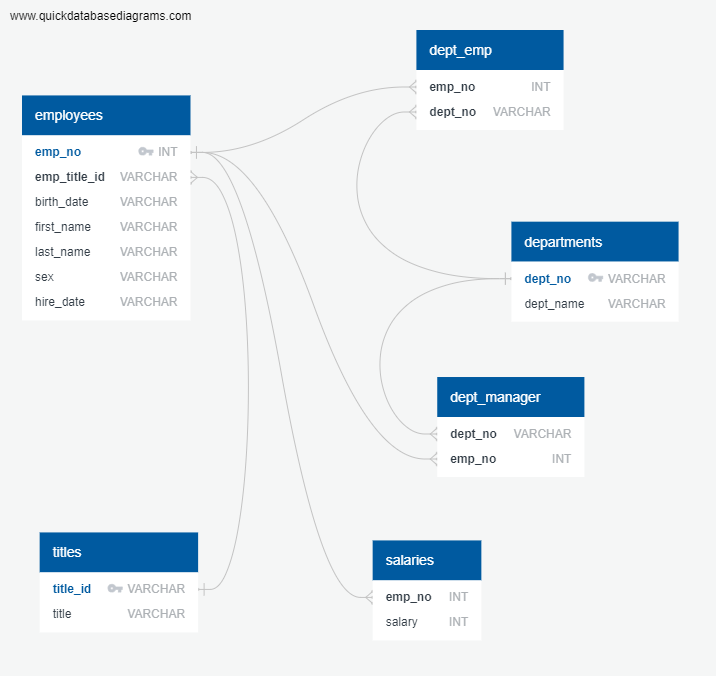 www.quickdatabasediagrams.com
dept_emp
emp_no INT
dept_no VARCHAR
employees
emp_no INT
emp_title_id VARCHAR
birth_date VARCHAR
first_name VARCHAR
last_name VARCHAR
sex VARCHAR
hire_date VARCHAR
departments
dept_no VARCHAR
dept_name VARCHAR
dept_manager
dept_no VARCHAR
emp_no INT
titles
title_id VARCHAR
title VARCHAR
salaries
emp_no INT
salary INT